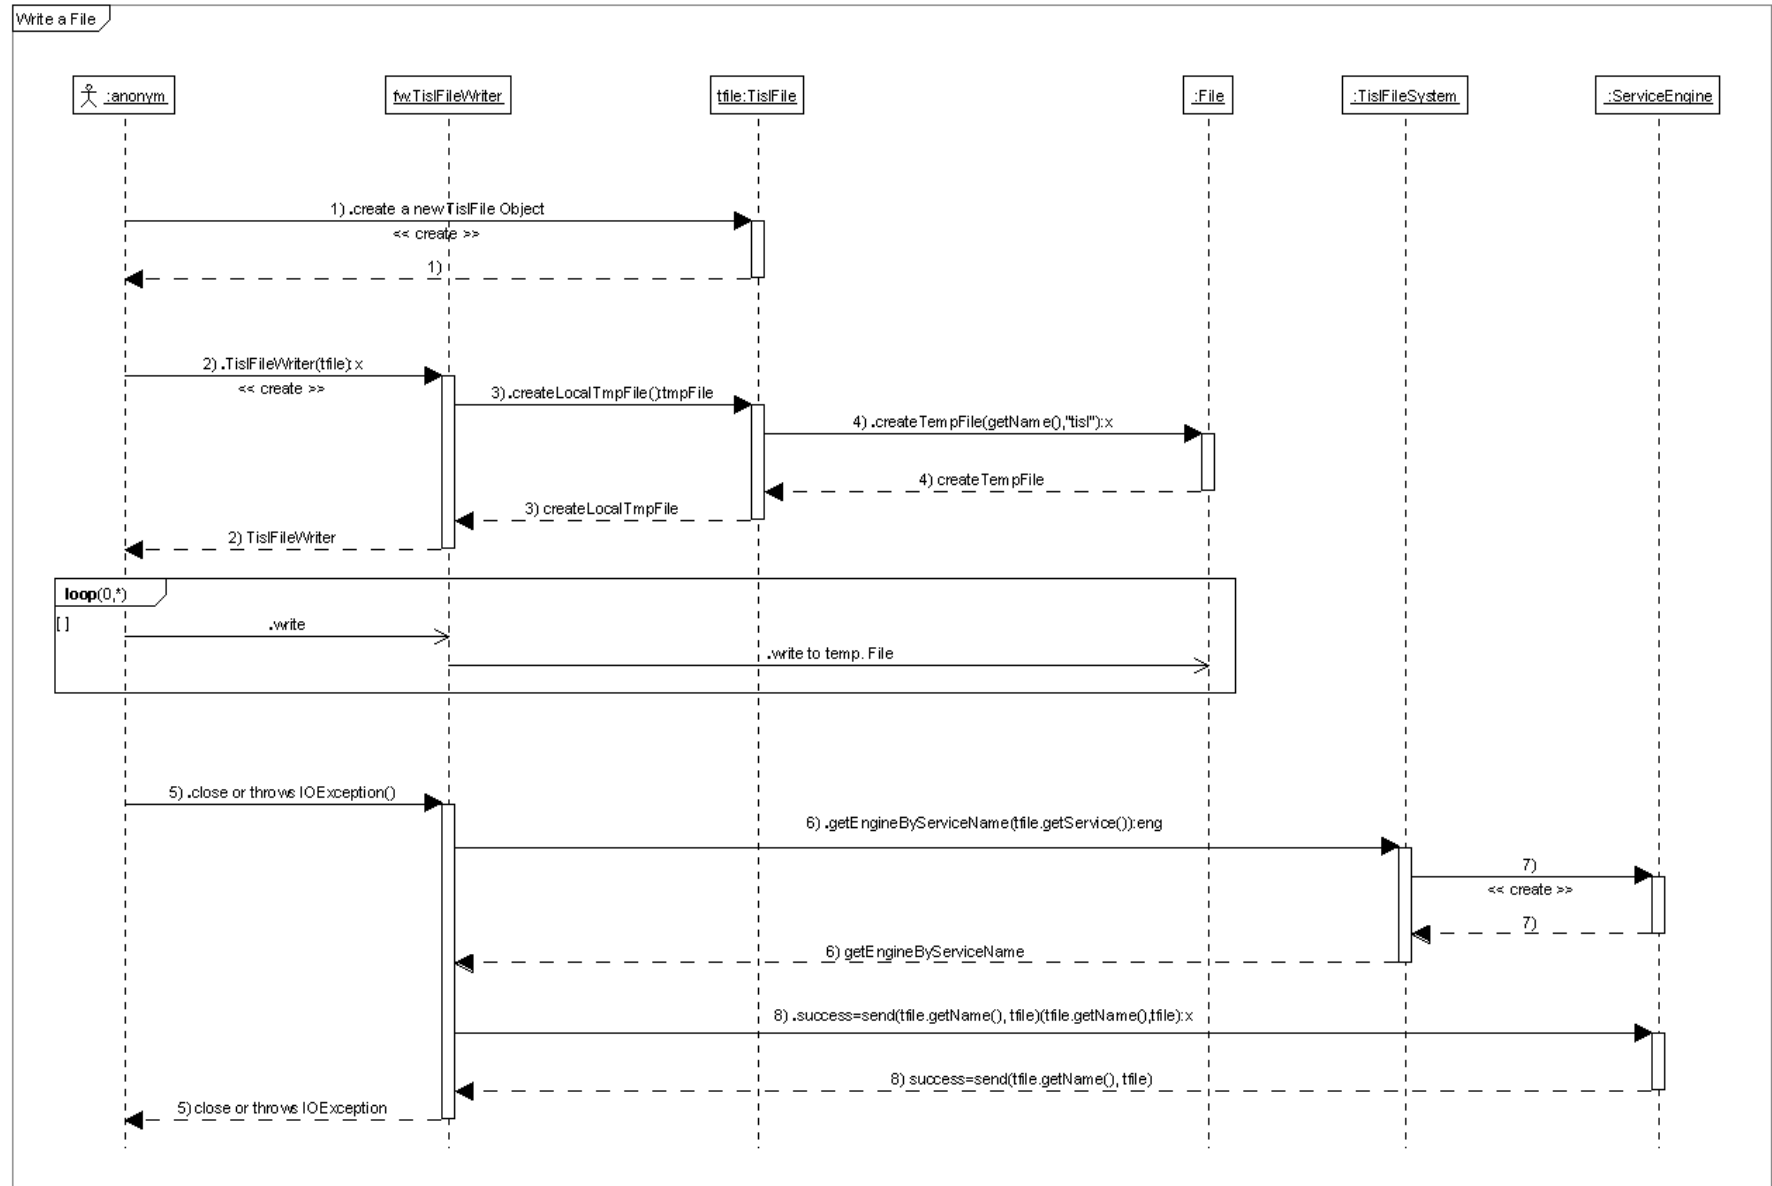 Write a File
:anonym
fw:TislFileWriter
tfile:TislFile
:File
:TislFileSystem
:ServiceEngine
1) .create a new TislFile Object
<< create >>
1)
2) .TislFileWriter(tfile):x
<< create >>
3).createLocalTmpFile():tmpFile
4) .createTempFile(getName(),"tisl"):x
4) createTempFile
3) createLocalTmpFile
2) TislFileWriter
loop(0,*)
[ ]
.write
.write to temp. File
5) .close or throws IOException()
6) .getEngineByServiceName(tfile.getService()):eng
7)
<< create >>
7)
6) getEngineByServiceName
8) .success=send(tfile.getName(), tfile)(tfile.getName(),tfile):x
8) success=send(tfile.getName(), tfile)
5) close or throws IOException